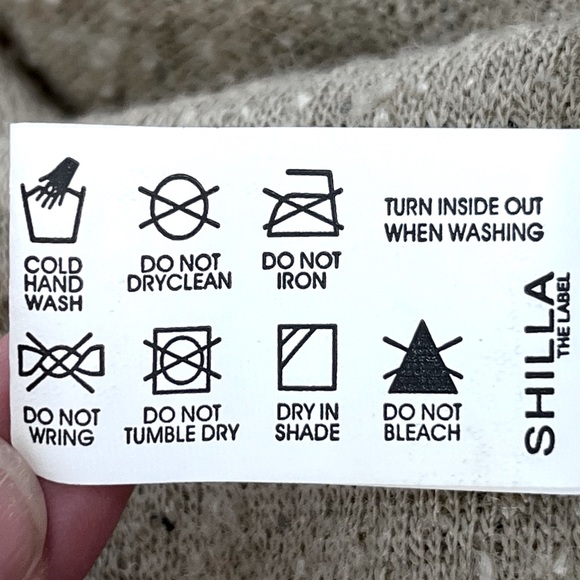 COLD
HAND
WASH
DO NOT
DRYCLEAN
DO NOT
IRON
TURN INSIDE OUT
WHEN WASHING
DO NOT
WRING
DO NOT
TUMBLE DRY
DRY IN
SHADE
DO NOT
BLEACH
SHILLA
THE LABEL